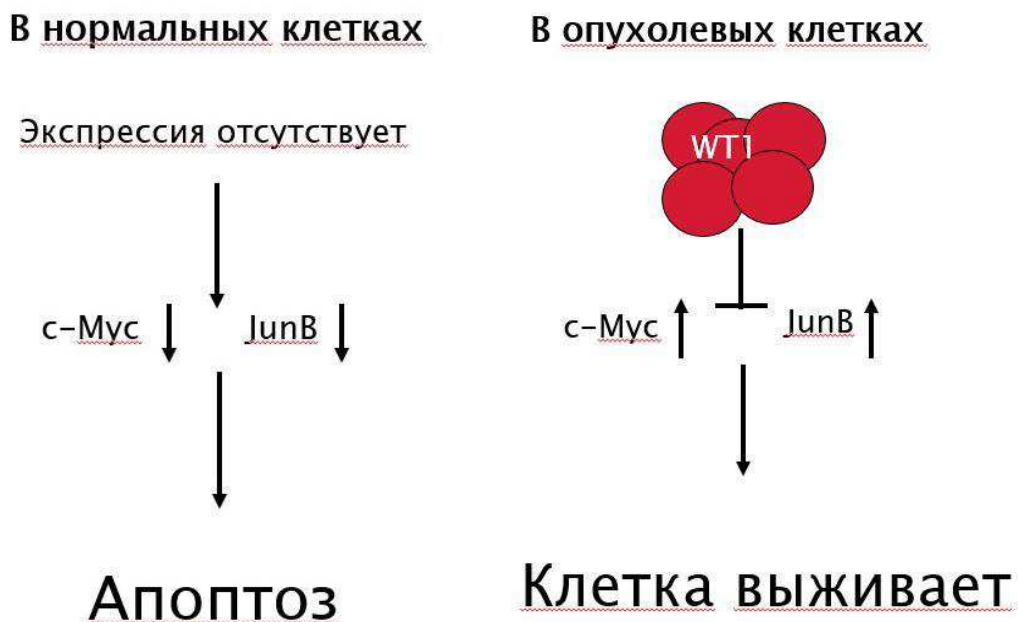 В нормальных клетках
Экспрессия отсутствует
c-Myc JunB
Апоптоз
В опухолевых клетках
WT1
c-Myc JunB
Клетка выживает